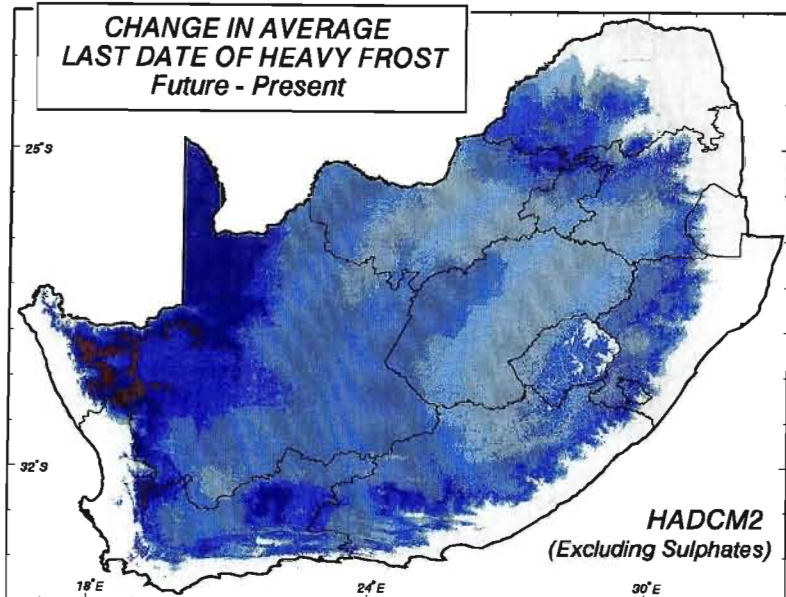 CHANGE IN AVERAGE
LAST DATE OF HEAVY FROST
Future - Present
25°S
32°S
HADCM2
(Excluding Sulphates)
18°E
24°E
30°E